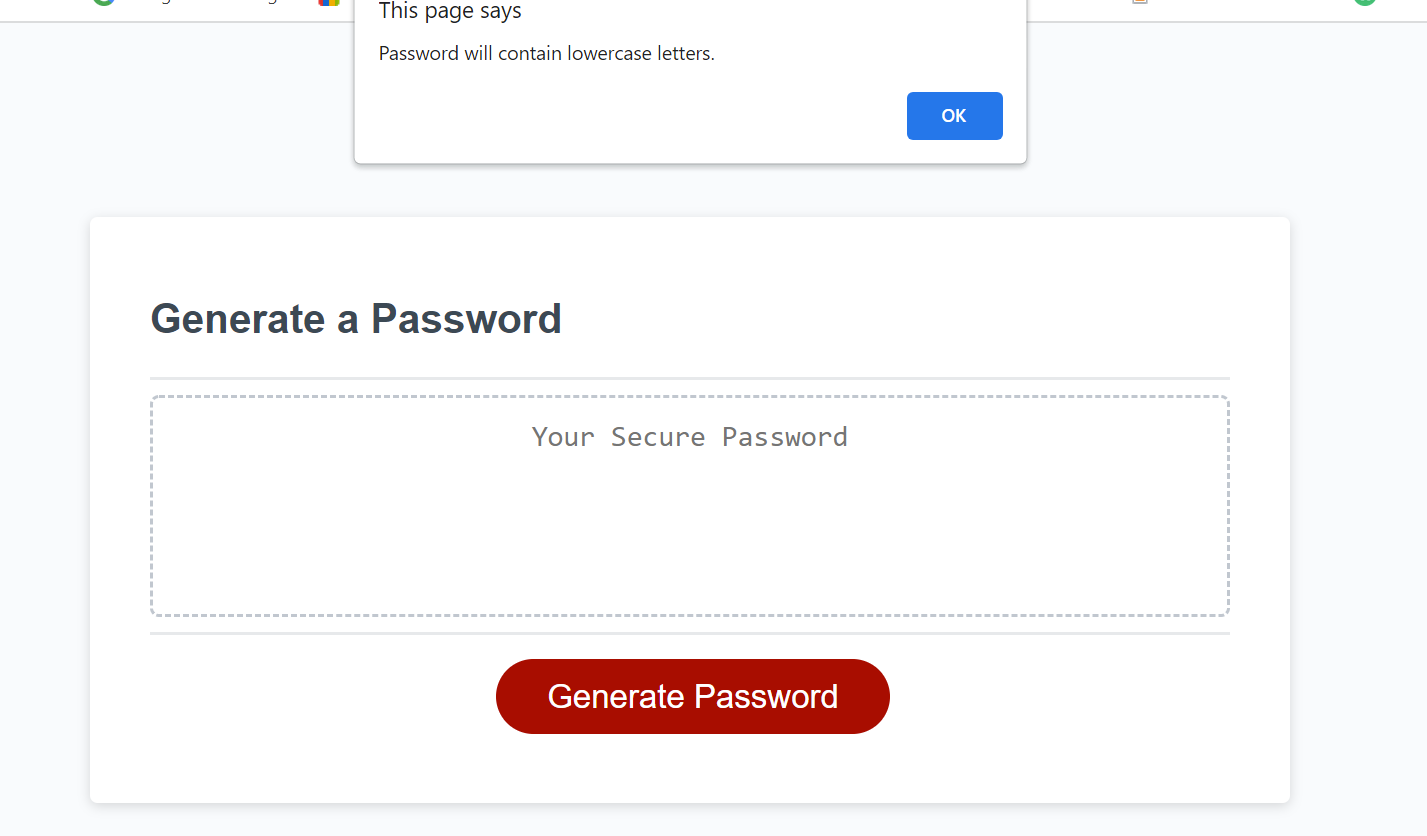 This page says
Password will contain lowercase letters.
OK
Generate a Password
Your Secure Password
Generate Password